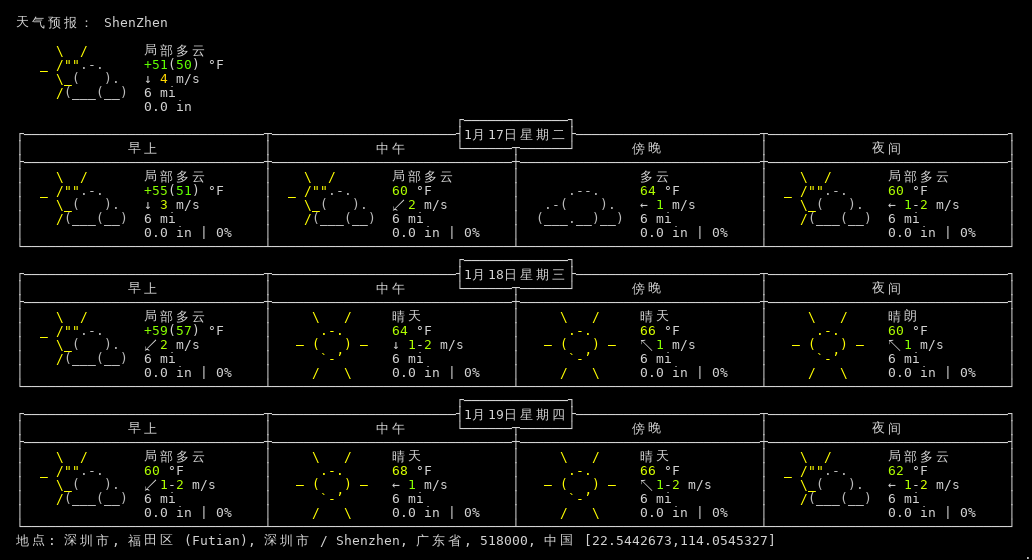 天气预报： ShenZhen
局部多云
+51(50) °F
↓ 4 m/s
6 mi
0.0 in
1月17日星期二
早上 中午 傍晚 夜间
局部多云 局部多云 多云 局部多云
+55(51) °F 60 °F 64 °F 60 °F
↓ 3 m/s ↙ 2 m/s ← 1 m/s ← 1-2 m/s
6 mi 6 mi 6 mi 6 mi
0.0 in | 0% 0.0 in | 0% 0.0 in | 0% 0.0 in | 0%
1月18日星期三
早上 中午 傍晚 夜间
局部多云 晴天 晴天 晴朗
+59(57) °F 64 °F 66 °F 60 °F
↙ 2 m/s ↓ 1-2 m/s ↖ 1 m/s ↖ 1 m/s
6 mi 6 mi 6 mi 6 mi
0.0 in | 0% 0.0 in | 0% 0.0 in | 0% 0.0 in | 0%
1月19日星期四
早上 中午 傍晚 夜间
局部多云 晴天 晴天 局部多云
60 °F 68 °F 66 °F 62 °F
↙ 1-2 m/s ← 1 m/s ↖ 1-2 m/s ← 1-2 m/s
6 mi 6 mi 6 mi 6 mi
0.0 in | 0% 0.0 in | 0% 0.0 in | 0% 0.0 in | 0%
地点: 深圳市, 福田区 (Futian), 深圳市 / Shenzhen, 广东省, 518000, 中国 [22.5442673,114.0545327]